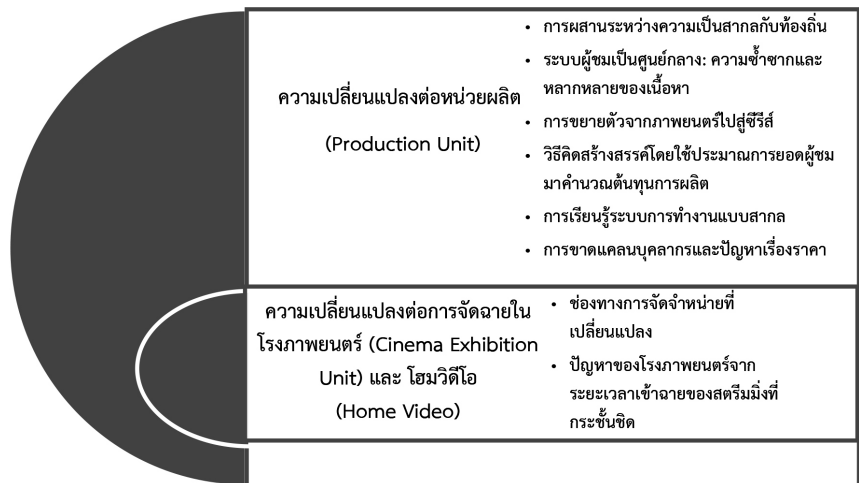 ความเปลี่ยนแปลงต่อหน่วยผลิต
(Production Unit)
• การผสานระหว่างความเป็นสากลกับท้องถิ่น
• ระบบผู้ชมเป็นศูนย์กลาง: ความซ้ำซากและ
หลากหลายของเนื้อหา
• การขยายตัวจากภาพยนตร์ไปสู่ซีรีส์
• วิธีคิดสร้างสรรค์โดยใช้ประมาณการยอดผู้ชม
มาคำนวณต้นทุนการผลิต
• การเรียนรู้ระบบการทำงานแบบสากล
• การขาดแคลนบุคลากรและปัญหาเรื่องราคา
ความเปลี่ยนแปลงต่อการจัดฉายใน
โรงภาพยนตร์ (Cinema Exhibition
Unit) และ โฮมวิดีโอ
(Home Video)
• ช่องทางการจัดจำหน่ายที่
เปลี่ยนแปลง
• ปัญหาของโรงภาพยนตร์จาก
ระยะเวลาเข้าฉายของสตรีมมิ่งที่
กระชั้นชิด